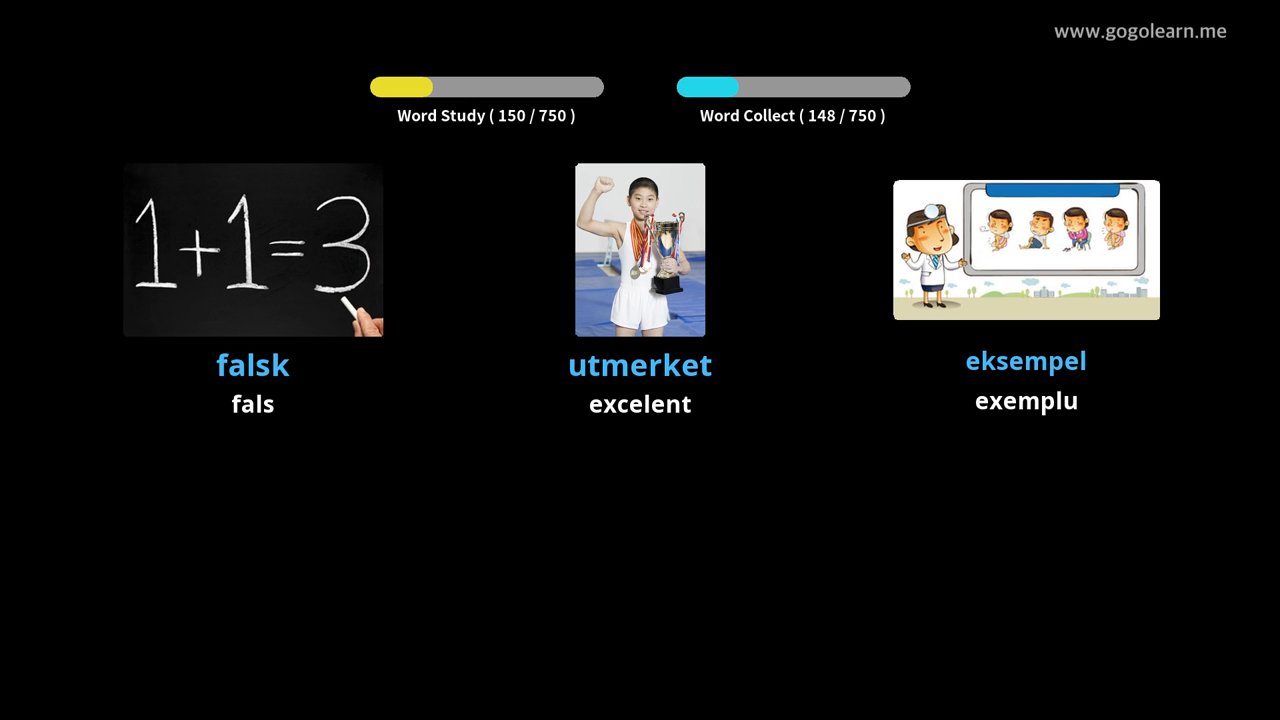 www.gogolearn.me
Word Study ( 150 / 750 )
Word Collect ( 148 / 750 )
1+1=3
falsk
fals
utmerket
excelent
eksempel
exemplu